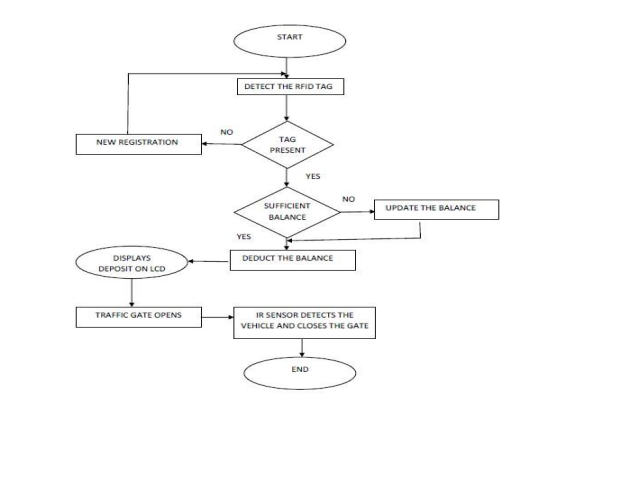 START
DETECT THE RFID TAG
NO
NEW REGISTRATION
TAG
PRESENT
YES
NO
SUFFICIENT
BALANCE
UPDATE THE BALANCE
YES
DISPLAYS
DEPOSIT ON LCD
DEDUCT THE BALANCE
TRAFFIC GATE OPENS
IR SENSOR DETECTS THE
VEHICLE AND CLOSES THE GATE
END